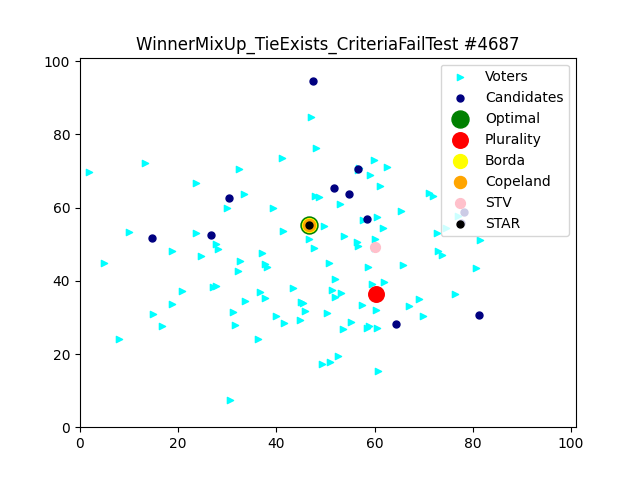 WinnerMixUp_TieExists_CriteriaFailTest #4687
100
80
60
40
20
0
0 20 40 60 80 100
Voters
Candidates
Optimal
Plurality
Borda
Copeland
STV
STAR